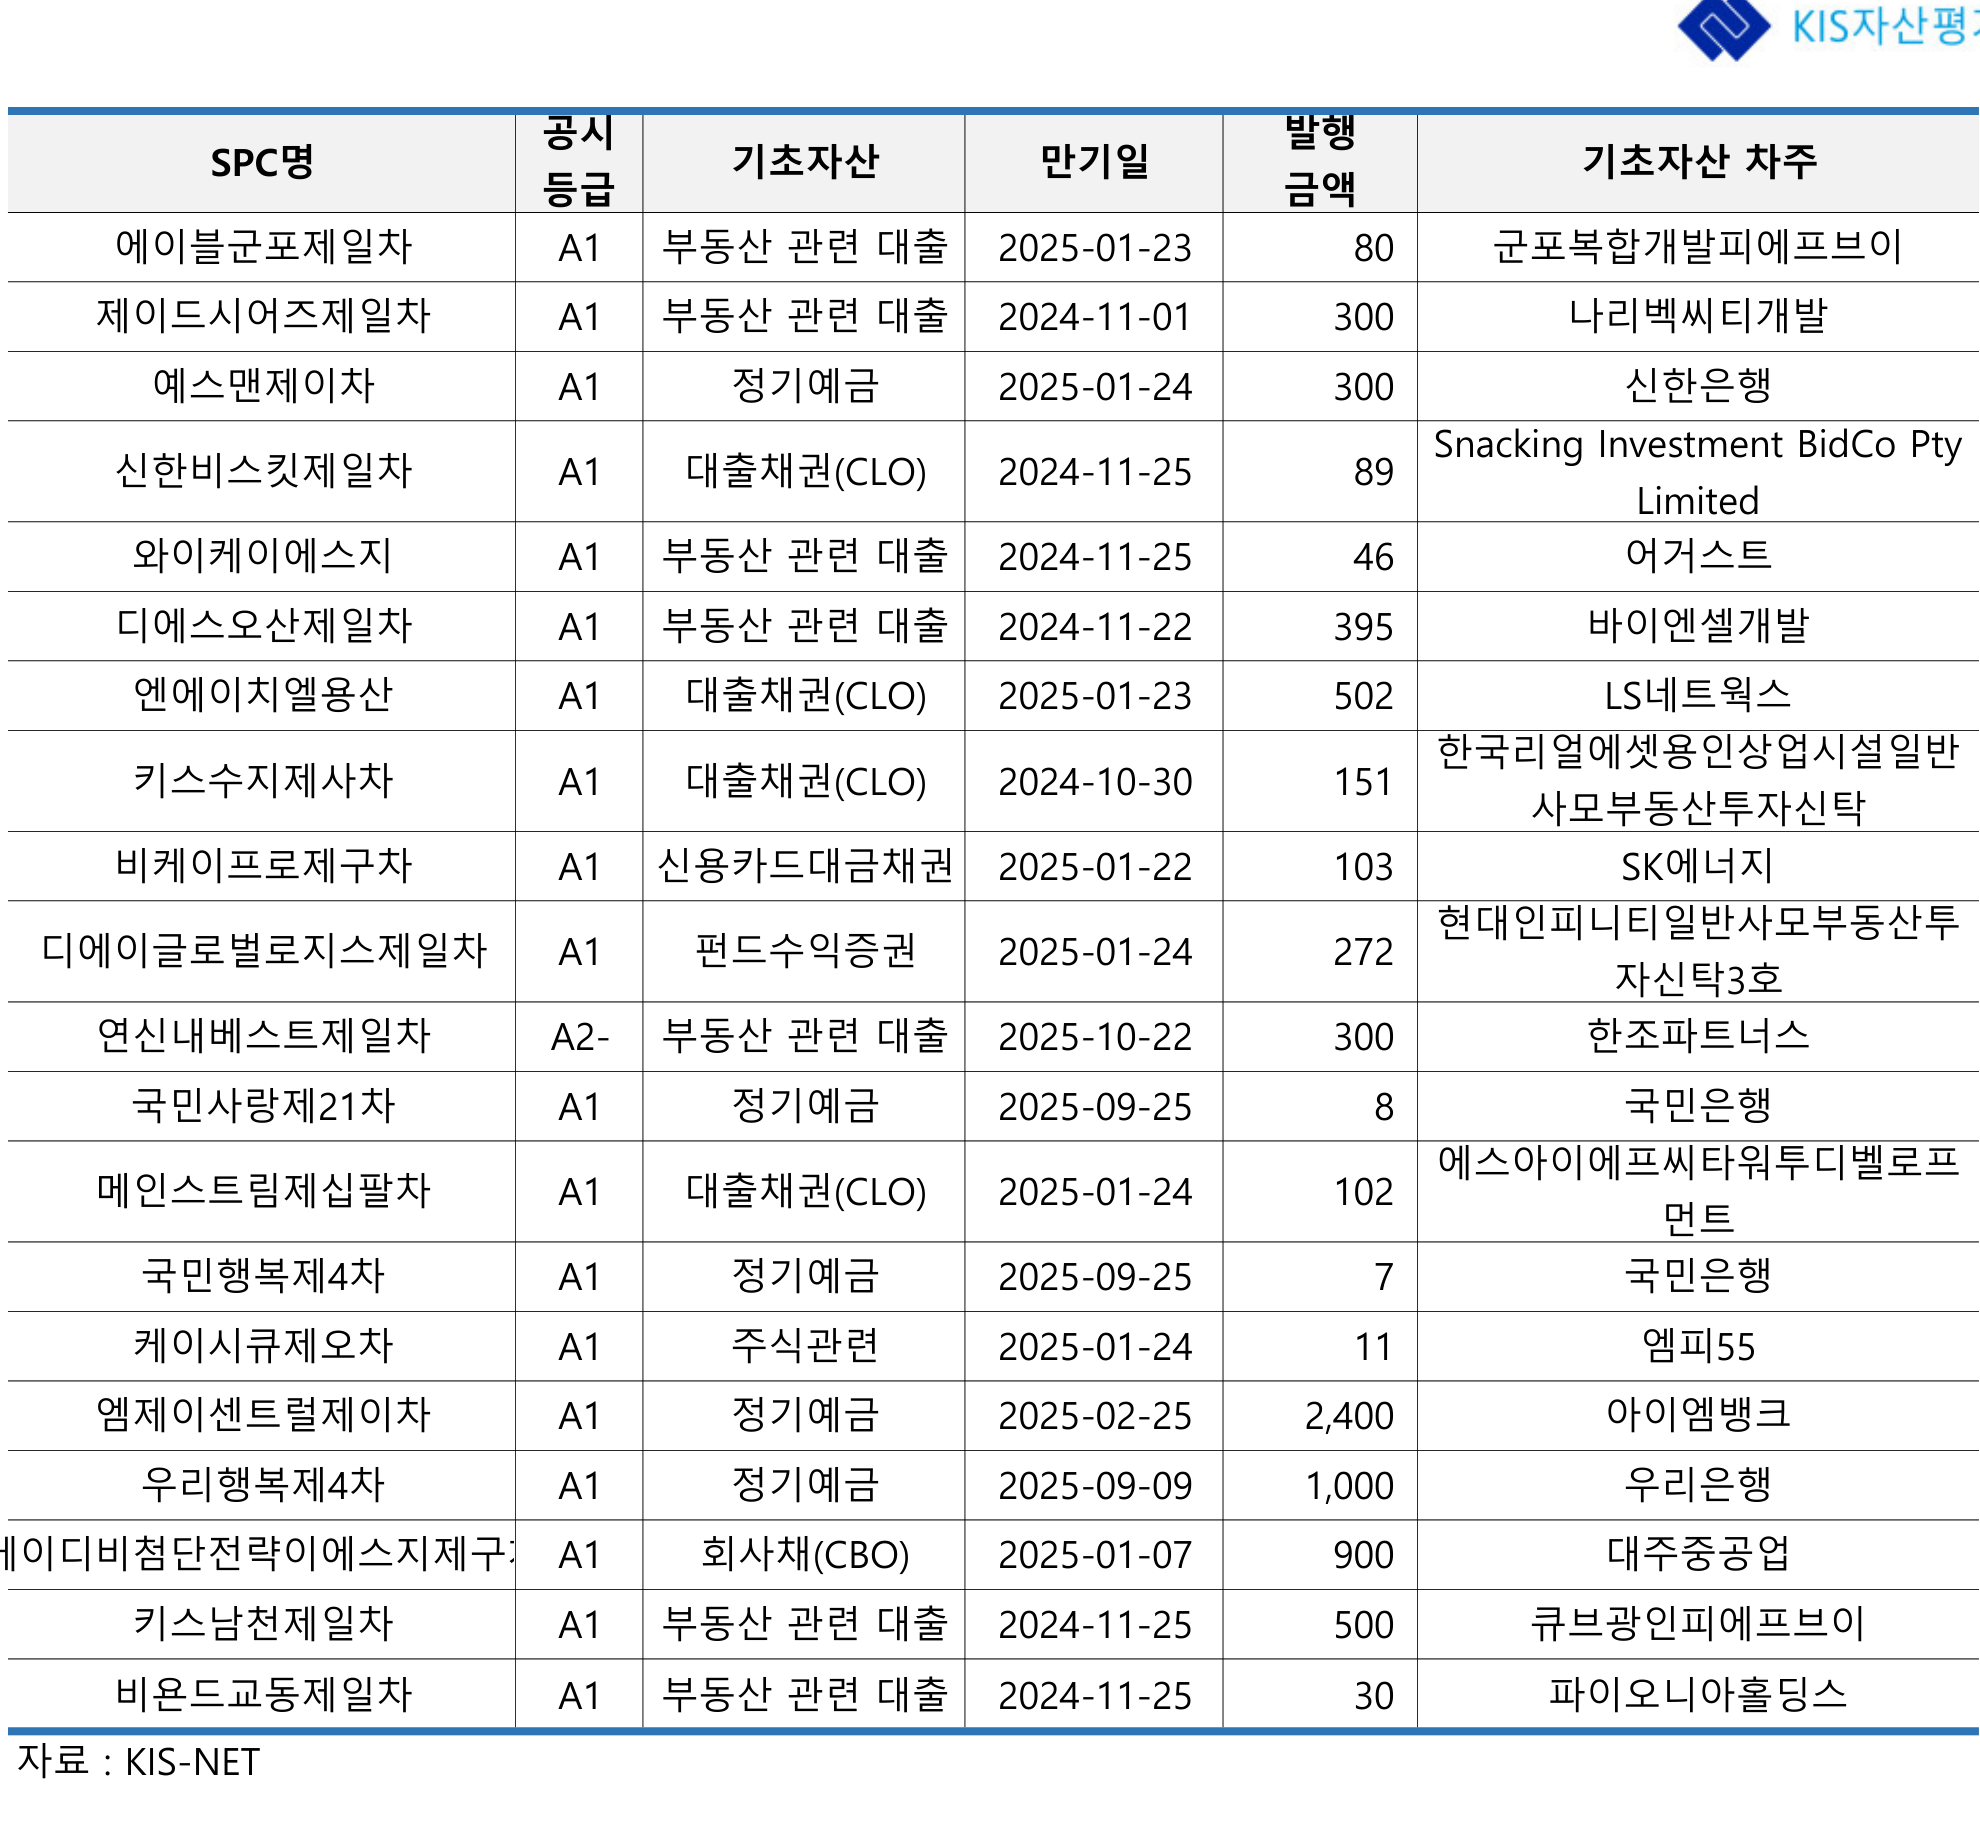 KIS자산평
SPC명 공시 등급 기초자산 만기일 발행 금액 기초자산 차주
에이블군포제일차 A1 부동산 관련 대출 2025-01-23 80 군포복합개발피에프브이
제이드시어즈제일차 A1 부동산 관련 대출 2024-11-01 300 나리벡씨티개발
예스맨제이차 A1 정기예금 2025-01-24 300 신한은행
신한비스킷제일차 A1 대출채권(CLO) 2024-11-25 89 Snacking Investment BidCo Pty Limited
와이케이에스지 A1 부동산 관련 대출 2024-11-25 46 어거스트
디에스오산제일차 A1 부동산 관련 대출 2024-11-22 395 바이엔셀개발
엔에이치엘용산 A1 대출채권(CLO) 2025-01-23 502 LS네트웍스
키스수지제사차 A1 대출채권(CLO) 2024-10-30 151 한국리얼에셋용인상업시설일반사모부동산투자신탁
비케이프로제구차 A1 신용카드대금채권 2025-01-22 103 SK에너지
디에이글로벌로지스제일차 A1 펀드수익증권 2025-01-24 272 현대인피니티일반사모부동산투자신탁3호
연신내베스트제일차 A2- 부동산 관련 대출 2025-10-22 300 한조파트너스
국민사랑제21차 A1 정기예금 2025-09-25 8 국민은행
메인스트림제십팔차 A1 대출채권(CLO) 2025-01-24 102 에스아이에프씨타워투디벨로프먼트
국민행복제4차 A1 정기예금 2025-09-25 7 국민은행
케이시큐제오차 A1 주식관련 2025-01-24 11 엠피55
엠제이센트럴제이차 A1 정기예금 2025-02-25 2,400 아이엠뱅크
우리행복제4차 A1 정기예금 2025-09-09 1,000 우리은행
이디비첨단전략이에스지제구 A1 회사채(CBO) 2025-01-07 900 대주중공업
키스남천제일차 A1 부동산 관련 대출 2024-11-25 500 큐브광인피에프브이
비욘드교동제일차 A1 부동산 관련 대출 2024-11-25 30 파이오니아홀딩스
자료 : KIS-NET